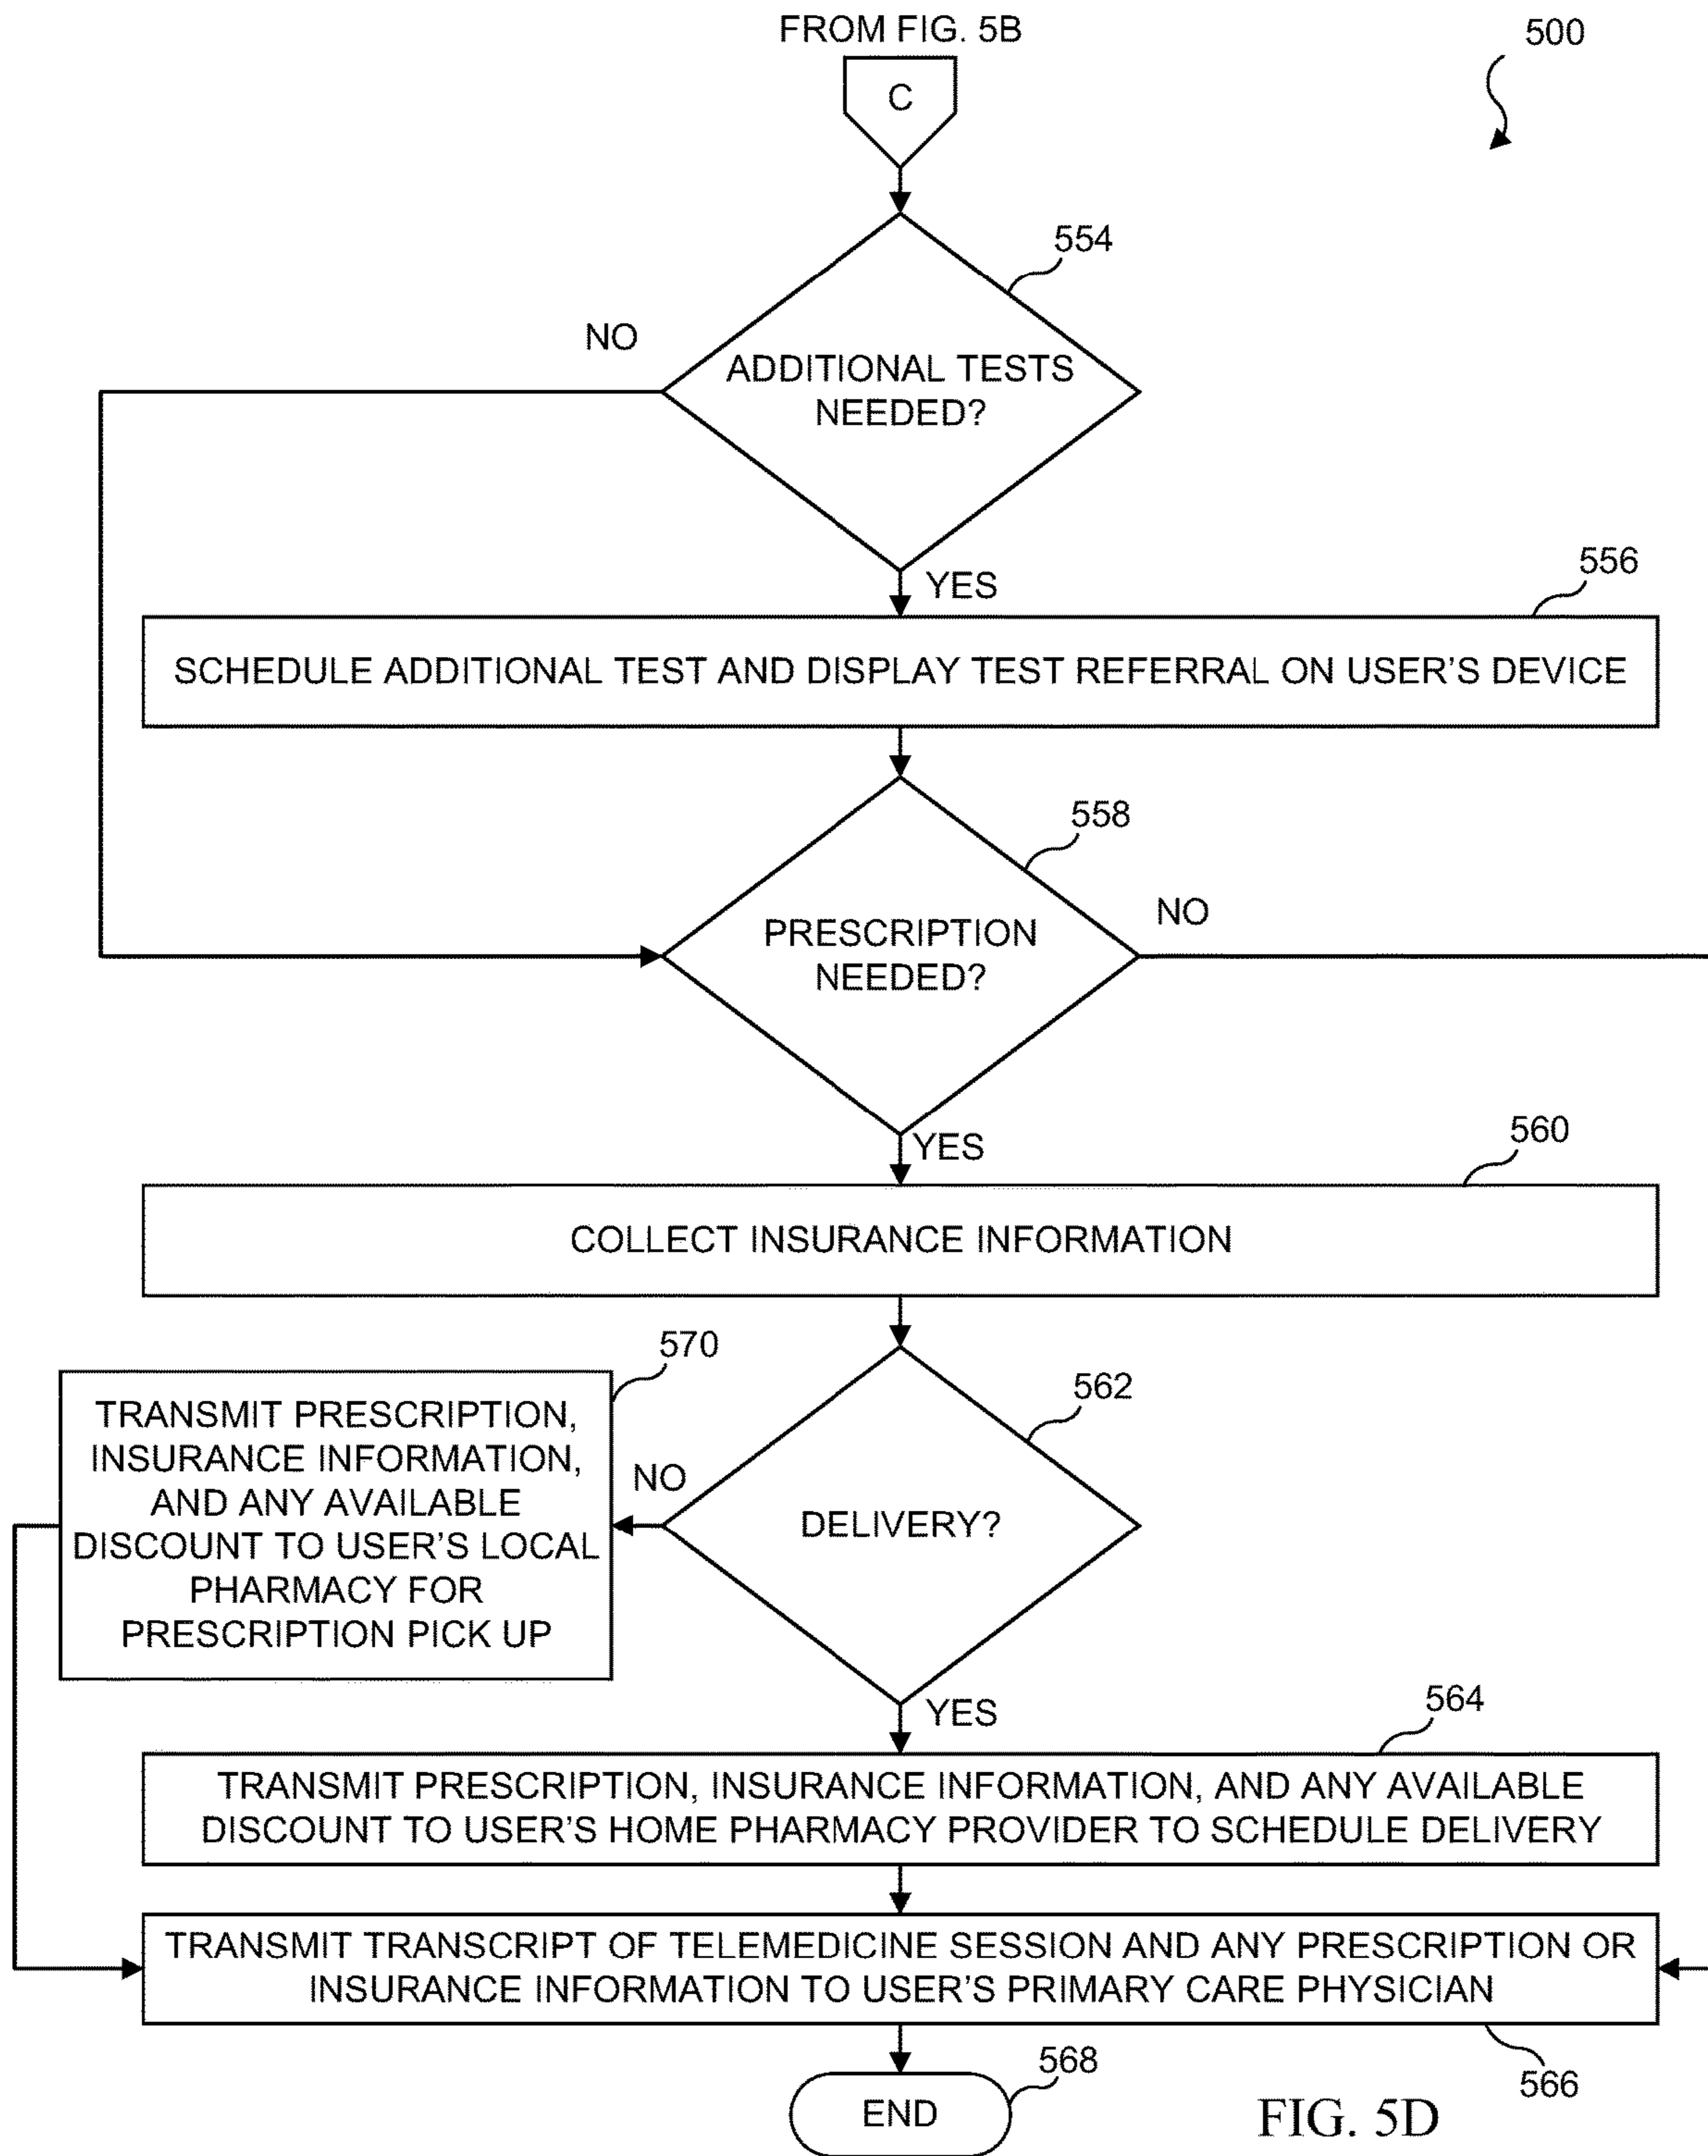 FROM FIG. 5B
500
C
554
NO
ADDITIONAL TESTS
NEEDED?
YES
556
SCHEDULE ADDITIONAL TEST AND DISPLAY TEST REFERRAL ON USER'S DEVICE
558
NO
PRESCRIPTION
NEEDED?
YES
560
COLLECT INSURANCE INFORMATION
570
TRANSMIT PRESCRIPTION,
INSURANCE INFORMATION,
AND ANY AVAILABLE
DISCOUNT TO USER'S LOCAL
PHARMACY FOR
PRESCRIPTION PICK UP
562
NO
DELIVERY?
YES
564
TRANSMIT PRESCRIPTION, INSURANCE INFORMATION, AND ANY AVAILABLE
DISCOUNT TO USER'S HOME PHARMACY PROVIDER TO SCHEDULE DELIVERY
TRANSMIT TRANSCRIPT OF TELEMEDICINE SESSION AND ANY PRESCRIPTION OR
INSURANCE INFORMATION TO USER'S PRIMARY CARE PHYSICIAN
568
566
END
FIG. 5D